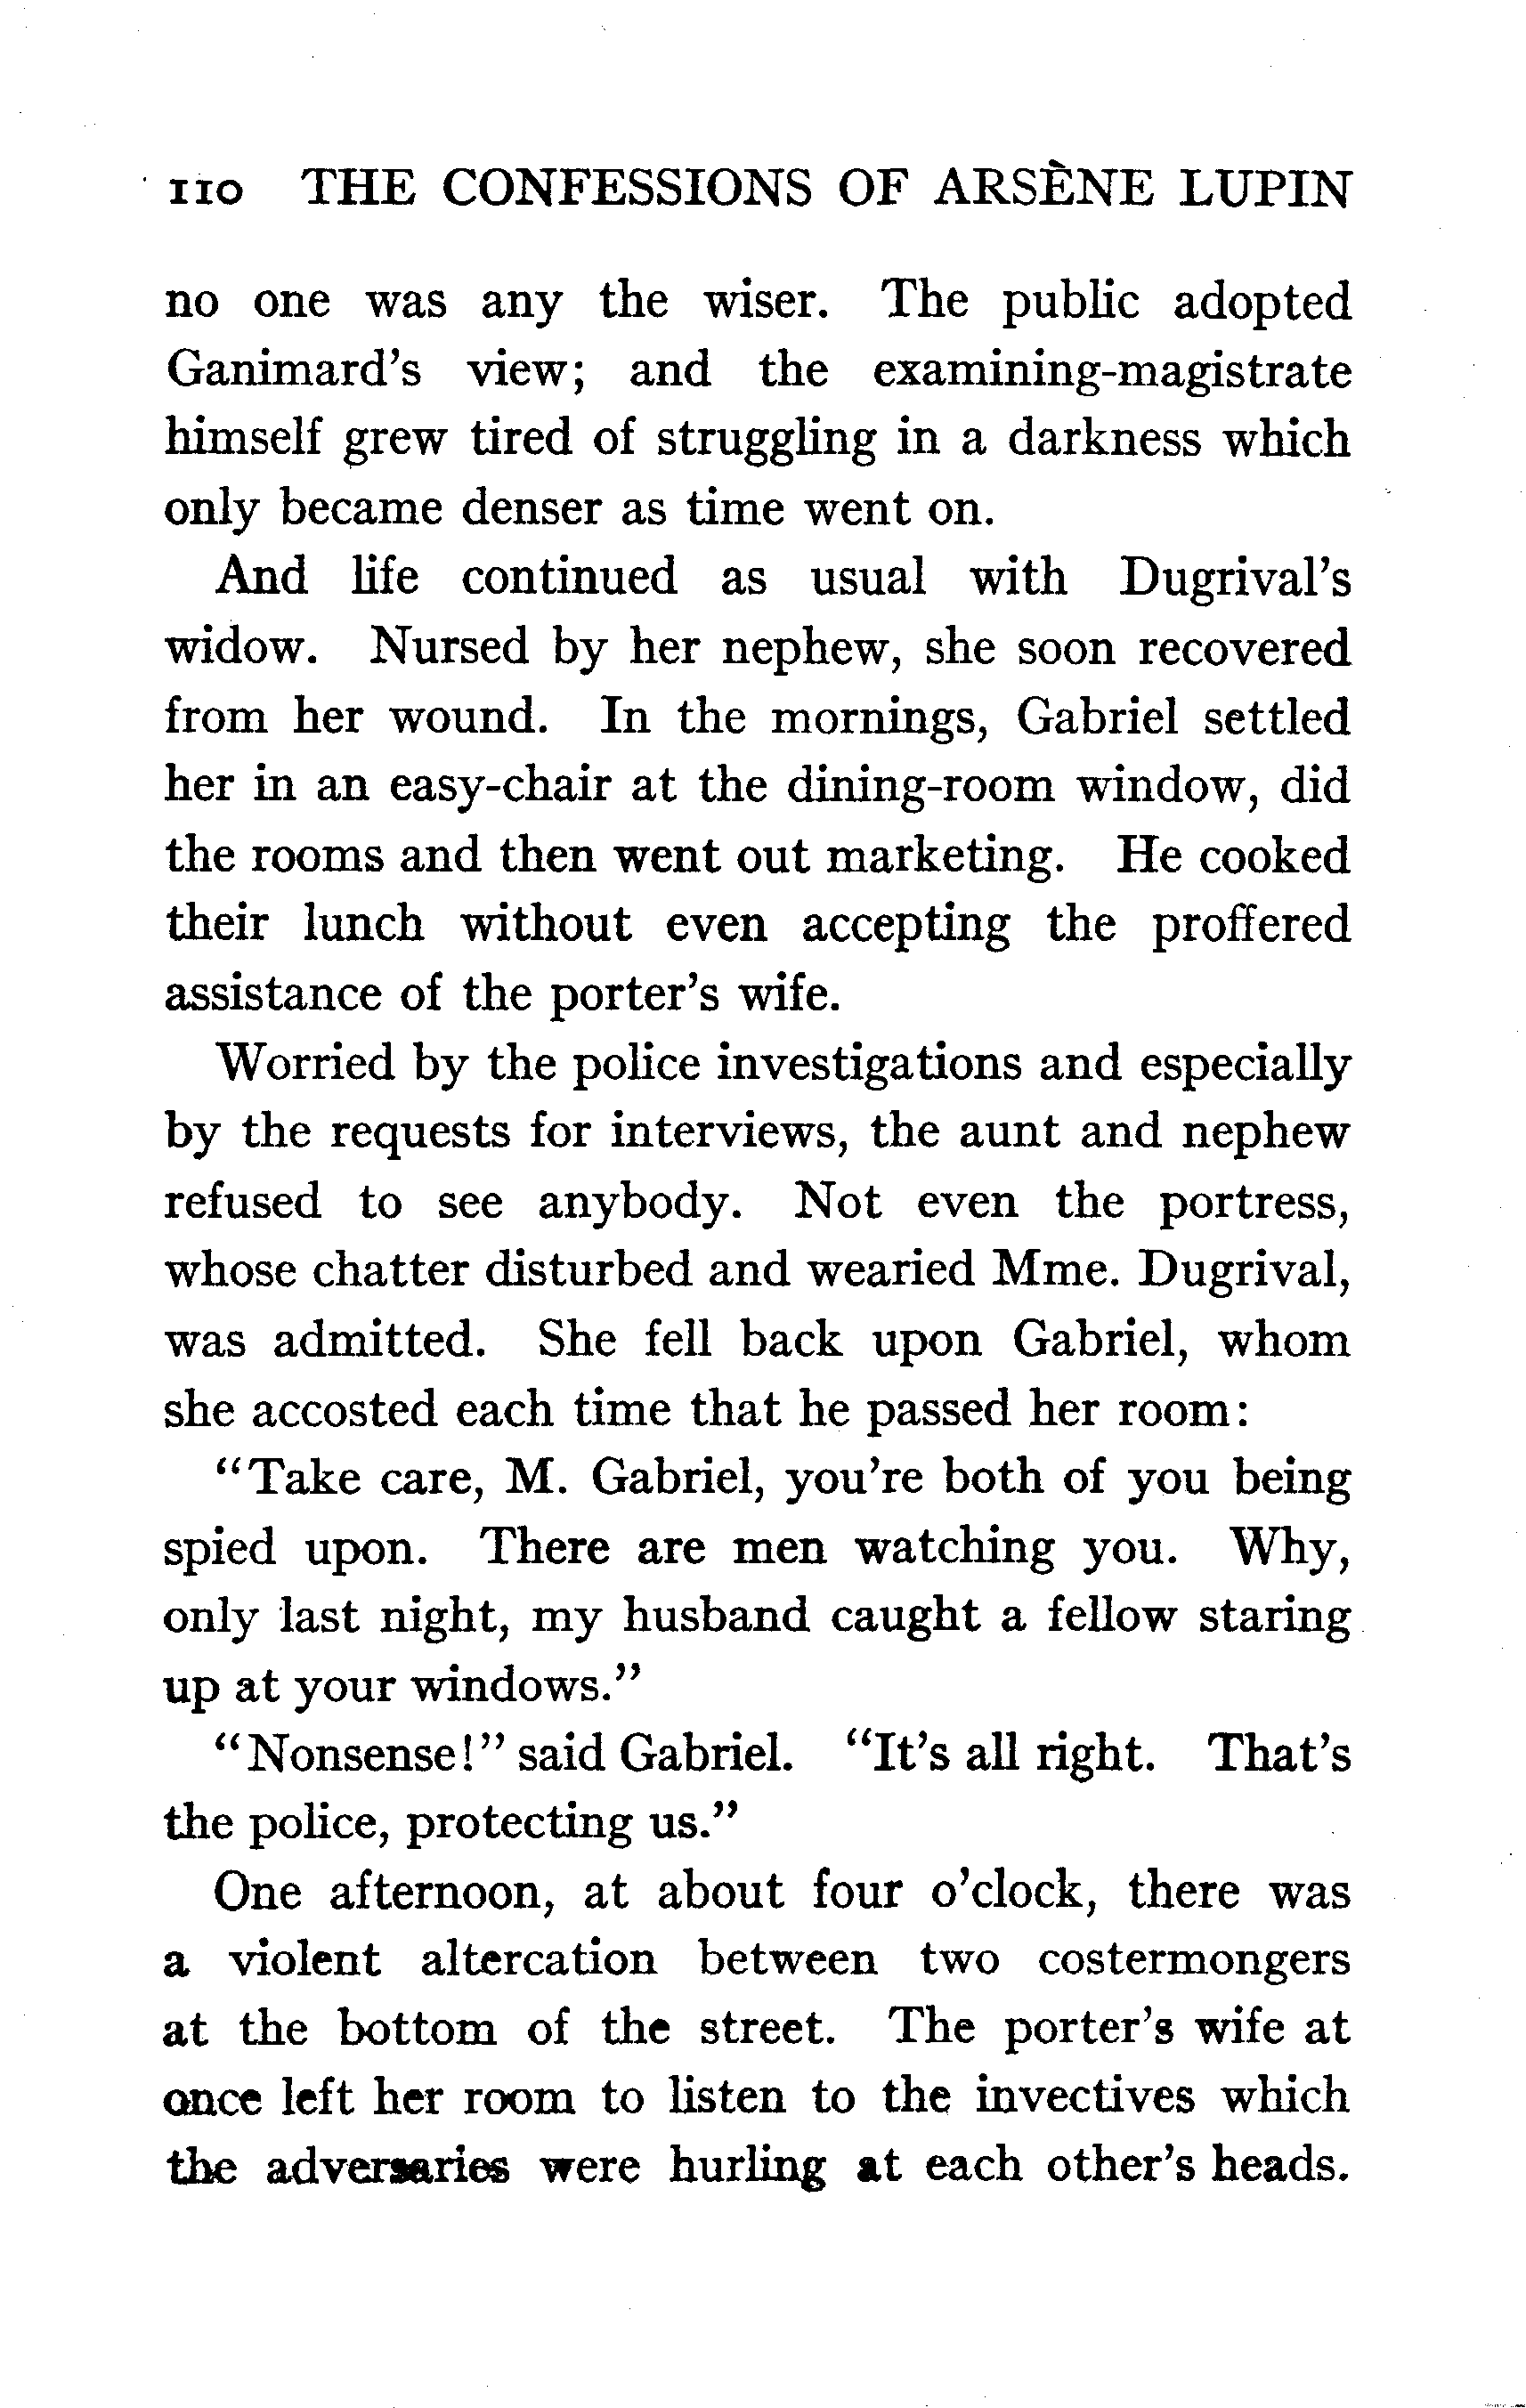 110 THE CONFESSIONS OF ARSÈNE LUPIN
no one was any the wiser. The public adopted
Ganimard's view; and the examining-magistrate
himself grew tired of struggling in a darkness which
only became denser as time went on.
And life continued as usual with Dugrival's
widow. Nursed by her nephew, she soon recovered
from her wound. In the mornings, Gabriel settled
her in an easy-chair at the dining-room window, did
the rooms and then went out marketing. He cooked
their lunch without even accepting the proffered
assistance of the porter's wife.
Worried by the police investigations and especially
by the requests for interviews, the aunt and nephew
refused to see anybody. Not even the portress,
whose chatter disturbed and wearied Mme. Dugrival,
was admitted. She fell back upon Gabriel, whom
she accosted each time that he passed her room:
"Take care, M. Gabriel, you're both of you being
spied upon. There are men watching you. Why,
only last night, my husband caught a fellow staring
up at your windows."
"Nonsense!" said Gabriel. "It's all right. That's
the police, protecting us."
One afternoon, at about four o'clock, there was
a violent altercation between two costermongers
at the bottom of the street. The porter's wife at
once left her room to listen to the invectives which
the adversaries were hurling at each other's heads.